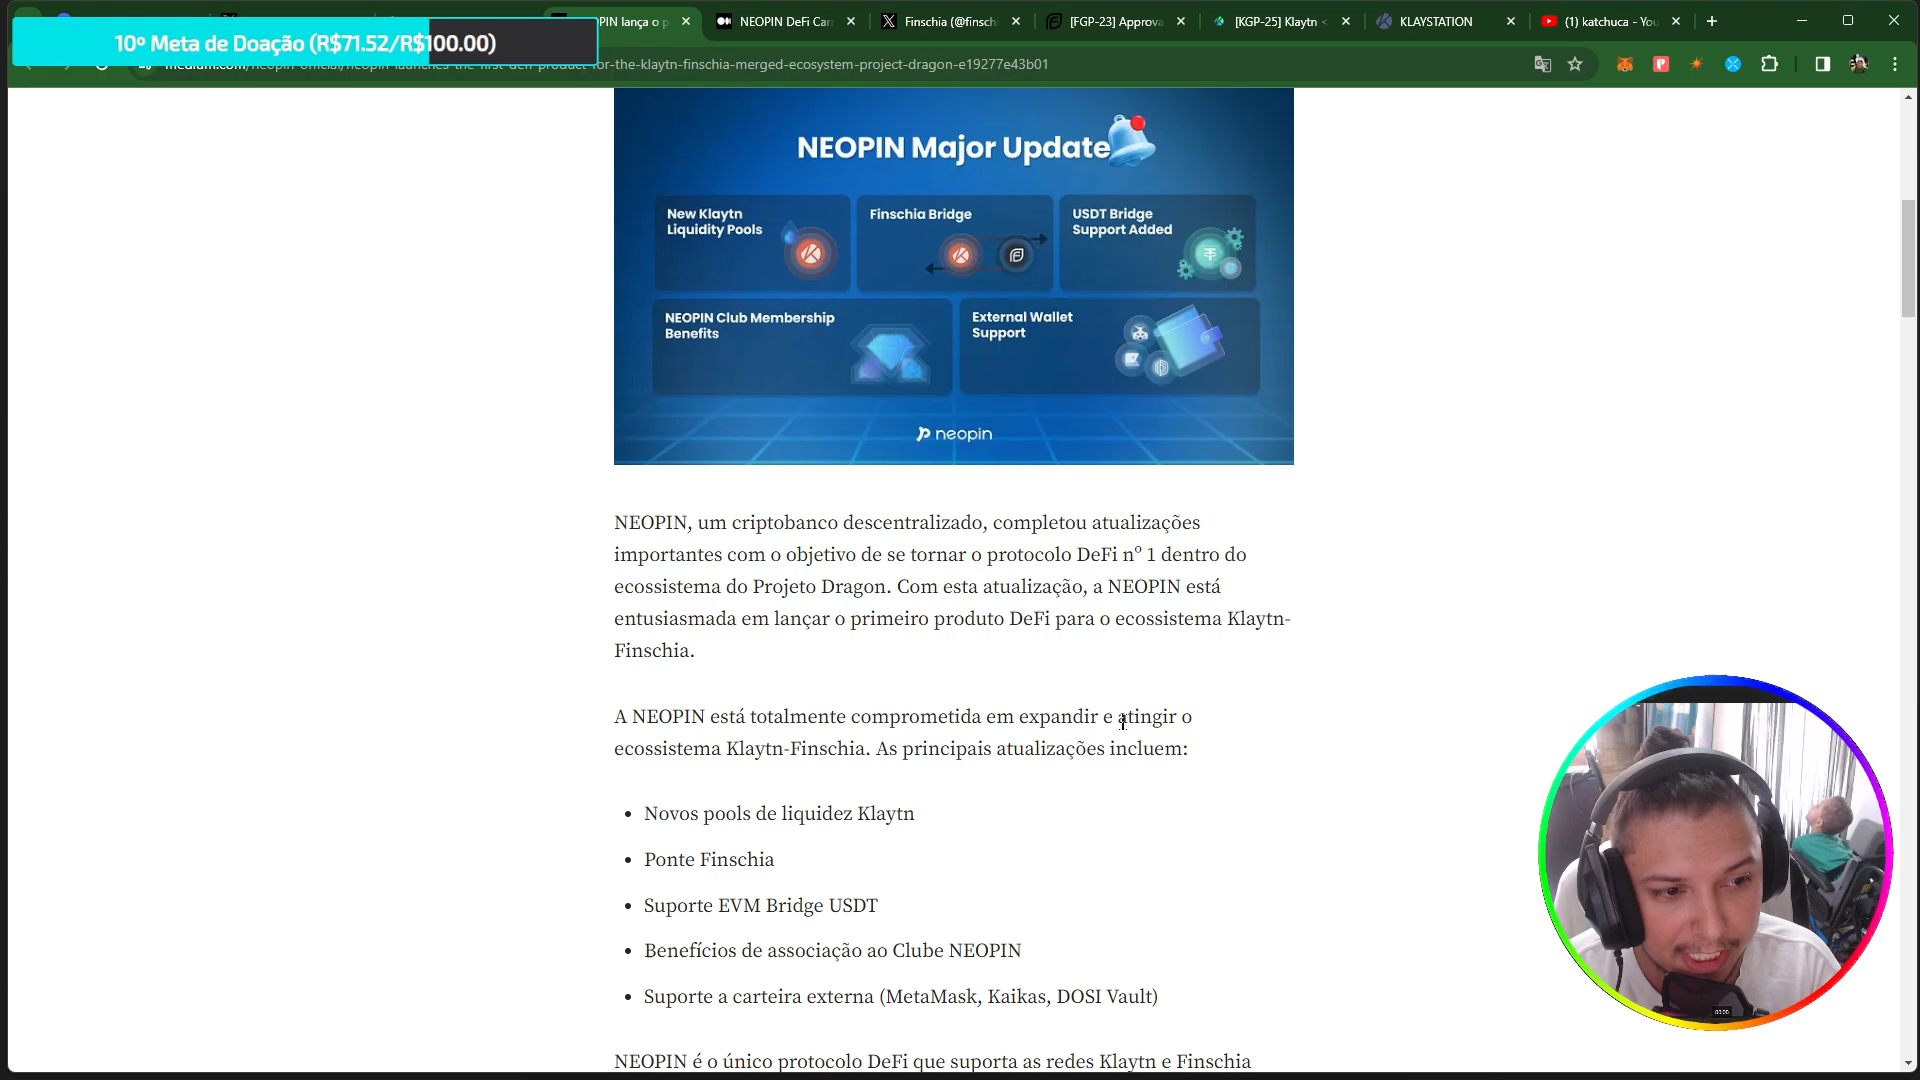 10º Meta de Doação (R$71.52/R$100.00)
OPIN lança o p
NEOPIN DeFi Car
Finschia (@finsch
[FGP-23] Approva
[KGP-25] Klaytn <
KLAYSTATION
(1) katchuca - You
medium.com/neopin-official/neopin-launches-the-first-defi-product-for-the-klaytn-finschia-merged-ecosystem-project-dragon-e19277e43b01
NEOPIN Major Update
New Klaytn
Liquidity Pools
Finschia Bridge
USDT Bridge
Support Added
NEOPIN Club Membership
Benefits
External Wallet
Support
neopin
NEOPIN, um criptobanco descentralizado, completou atualizações
importantes com o objetivo de se tornar o protocolo DeFi nº 1 dentro do
ecossistema do Projeto Dragon. Com esta atualização, a NEOPIN está
entusiasmada em lançar o primeiro produto DeFi para o ecossistema Klaytn-
Finschia.
A NEOPIN está totalmente comprometida em expandir e atingir o
ecossistema Klaytn-Finschia. As principais atualizações incluem:
• Novos pools de liquidez Klaytn
• Ponte Finschia
• Suporte EVM Bridge USDT
• Benefícios de associação ao Clube NEOPIN
• Suporte a carteira externa (MetaMask, Kaikas, DOSI Vault)
NEOPIN é o único protocolo DeFi que suporta as redes Klaytn e Finschia
00:00